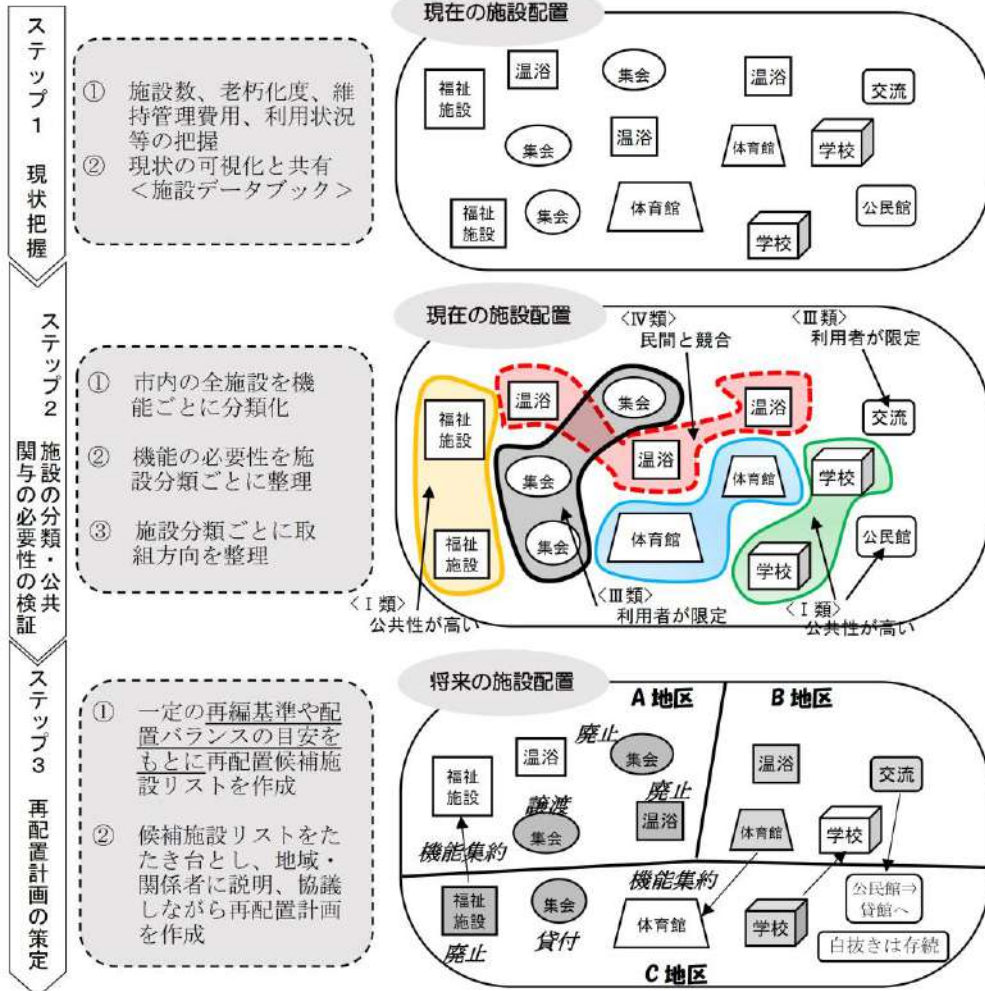 ステップ1 現状把握
① 施設数、老朽化度、維
持管理費用、利用状況
等の把握
② 現状の可視化と共有
<施設データブック>
現在の施設配置
福祉
施設
温浴
集会
温浴
交流
集会
温浴
体育館
学校
福祉
施設
集会
体育館
学校
公民館
ステップ2 施設の分類・公共
関与の必要性の検証
① 市内の全施設を機
能ごとに分類化
② 機能の必要性を施
設分類ごとに整理
③ 施設分類ごとに取
組方向を整理
現在の施設配置
<Ⅳ類>
民間と競合
<Ⅲ類>
利用者が限定
福祉
施設
温浴
集会
温浴
交流
集会
温浴
体育館
学校
福祉
施設
集会
体育館
学校
公民館
<Ⅰ類>
公共性が高い
<Ⅲ類>
利用者が限定
<Ⅰ類>
公共性が高い
ステップ3 再配置計画の策定
① 一定の再編基準や配
置バランスの目安を
もとに再配置候補施
設リストを作成
② 候補施設リストをた
たき台とし、地域・
関係者に説明、協議
しながら再配置計画
を作成
将来の施設配置
A地区
B地区
福祉
施設
温浴
廃止
集会
温浴
交流
譲渡
集会
廃止
温浴
体育館
学校
機能集約
機能集約
福祉
施設
廃止
集会
貸付
体育館
学校
公民館⇒
貸館へ
白抜きは存続
C地区